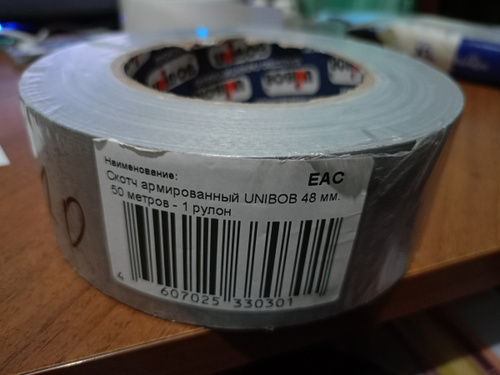 Наименование:
EAC
Скотч армированный UNIBOB 48 мм.
50 метров - 1 рулон
4 607025 330301